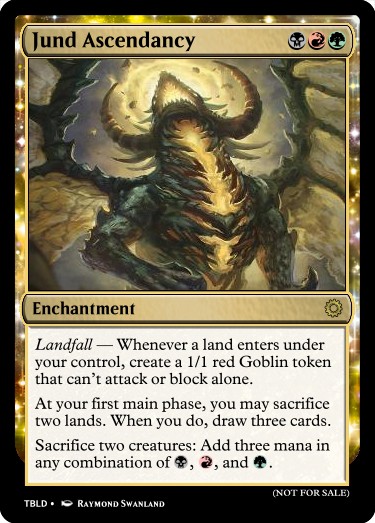 Jund Ascendancy
Enchantment
Landfall — Whenever a land enters under
your control, create a 1/1 red Goblin token
that can't attack or block alone.
At your first main phase, you may sacrifice
two lands. When you do, draw three cards.
Sacrifice two creatures: Add three mana in
any combination of , , and .
(NOT FOR SALE)
TBLD • Raymond Swanland